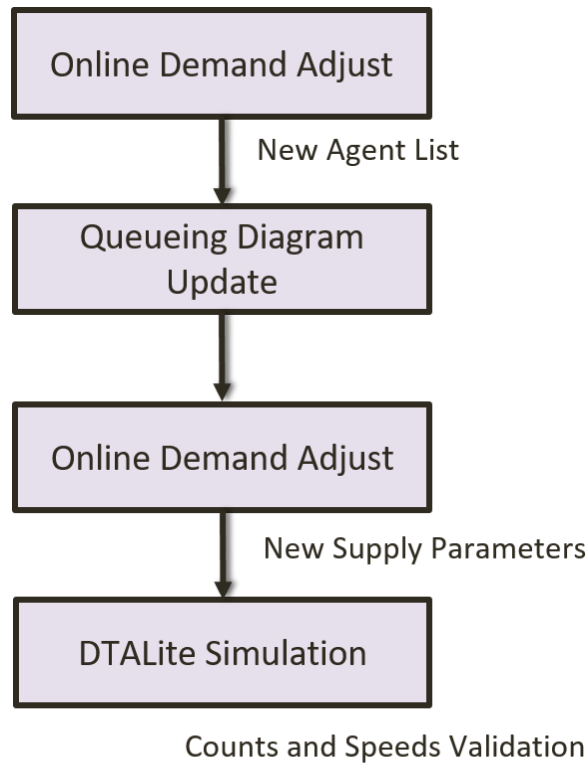 Online Demand Adjust
New Agent List
Queueing Diagram
Update
Online Demand Adjust
New Supply Parameters
DTALite Simulation
Counts and Speeds Validation